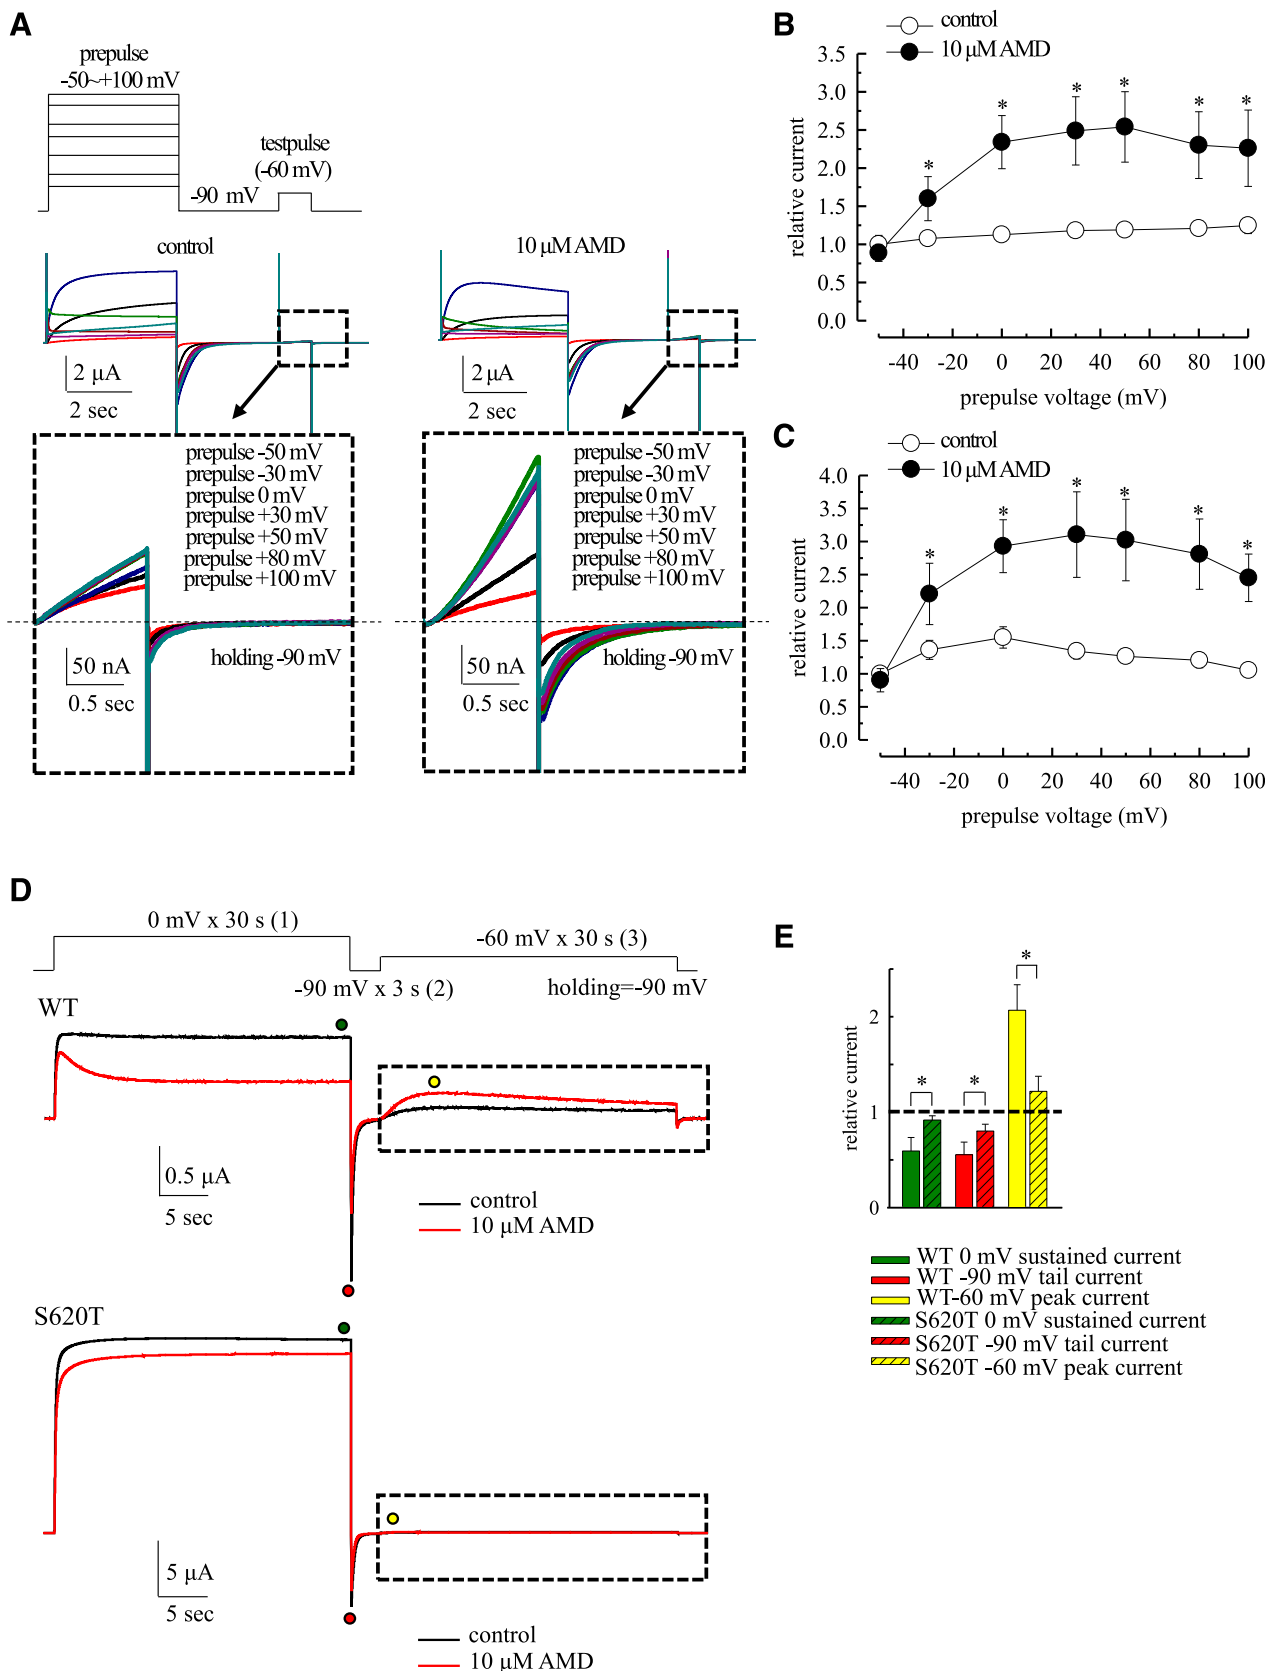 A
prepulse
-50~+100 mV
testpulse
(-60 mV)
-90 mV
control
10 μM AMD
2 μA
2 sec
2 μA
2 sec
prepulse -50 mV
prepulse -30 mV
prepulse 0 mV
prepulse +30 mV
prepulse +50 mV
prepulse +80 mV
prepulse +100 mV
holding -90 mV
50 nA
0.5 sec
prepulse -50 mV
prepulse -30 mV
prepulse 0 mV
prepulse +30 mV
prepulse +50 mV
prepulse +80 mV
prepulse +100 mV
holding -90 mV
50 nA
0.5 sec
B
control
10 μM AMD
3.5
3.0
2.5
2.0
1.5
1.0
0.5
0.0
relative current
* * * * * *
-40 -20 0 20 40 60 80 100
prepulse voltage (mV)
C
control
10 μM AMD
4.0
3.5
3.0
2.5
2.0
1.5
1.0
0.5
0.0
relative current
* * * * * *
-40 -20 0 20 40 60 80 100
prepulse voltage (mV)
D
0 mV x 30 s (1)
-60 mV x 30 s (3)
-90 mV x 3 s (2)
holding=-90 mV
WT
0.5 μA
5 sec
control
10 μM AMD
S620T
5 μA
5 sec
control
10 μM AMD
E
relative current
2
1
0
* * *
WT 0 mV sustained current
WT -90 mV tail current
WT-60 mV peak current
S620T 0 mV sustained current
S620T -90 mV tail current
S620T -60 mV peak current